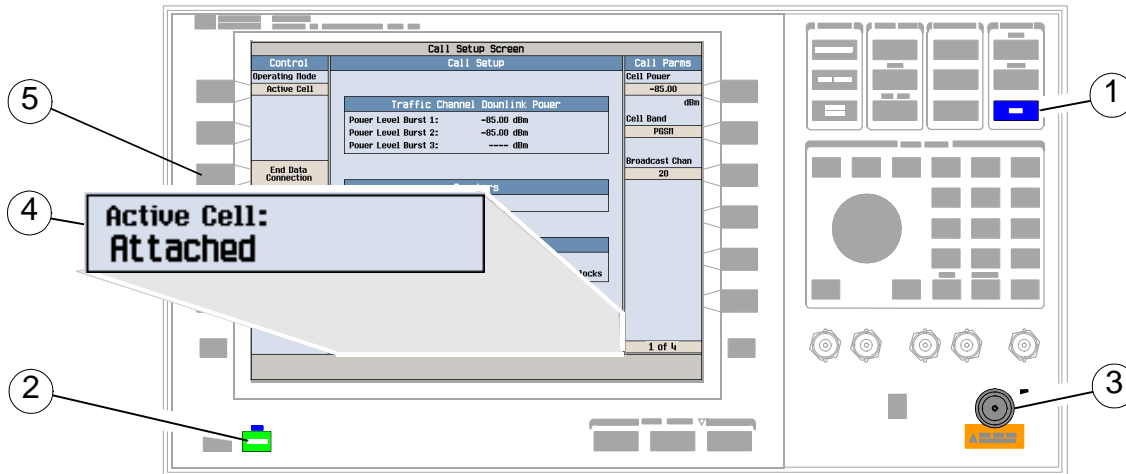 Call Setup Screen
Control
Call Setup
Call Parms
Operating Mode
Active Cell
Cell Power
-85.00
dBm
Traffic Channel Downlink Power
Power Level Burst 1: -85.00 dBm
Power Level Burst 2: -85.00 dBm
Power Level Burst 3: ---- dBm
Cell Band
PGSM
End Data
Connection
Broadcast Chan
20
Active Cell:
Attached
1 of 4
1
2
3
4
5